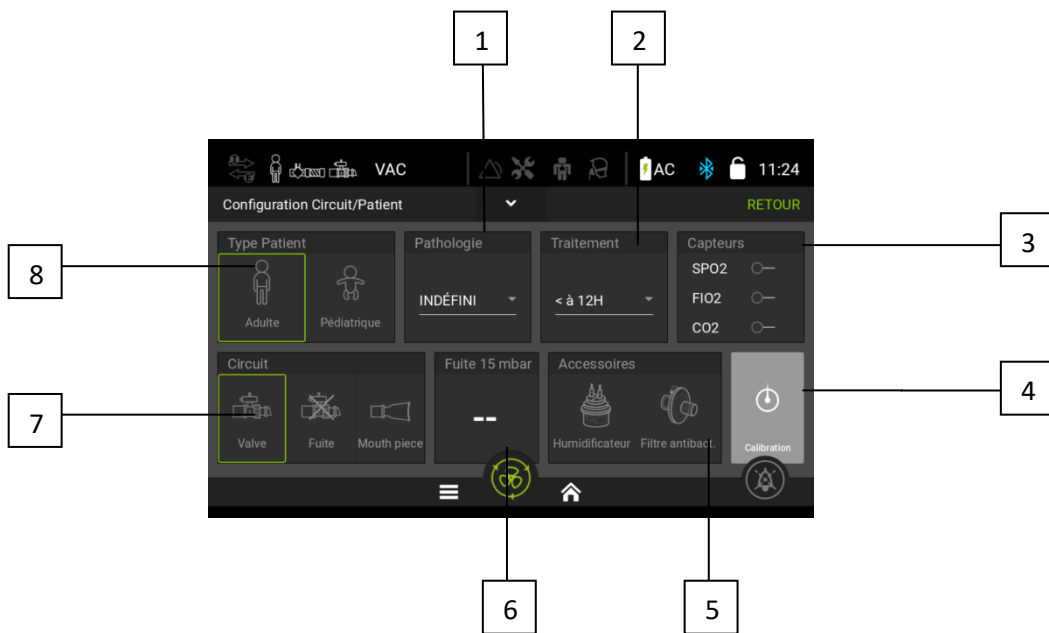 1
2
VAC
AC
11:24
Configuration Circuit/Patient
RETOUR
3
8
Type Patient
Pathologie
Traitement
Capteurs
SPO2
INDÉFINI
< à 12H
FIO2
Adulte
Pédiatrique
CO2
Circuit
Fuite 15 mbar
Accessoires
4
7
--
Valve
Fuite
Mouth piece
Humidificateur
Filtre antibact.
Calibration
6
5